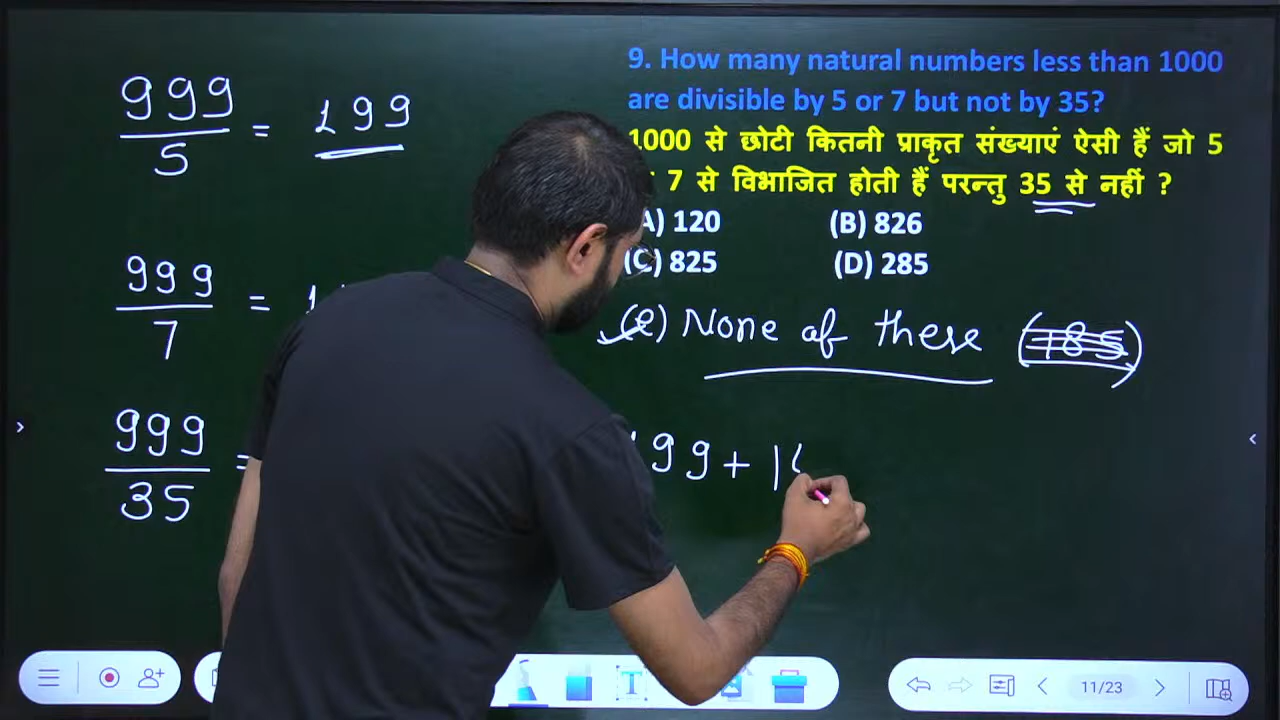 999
5
= 199
999
7
=
999
35
=
9. How many natural numbers less than 1000
are divisible by 5 or 7 but not by 35?
1000 से छोटी कितनी प्राकृत संख्याएं ऐसी हैं जो 5
7 से विभाजित होती हैं परन्तु 35 से नहीं ?
(A) 120 (B) 826
(C) 825 (D) 285
(e) None of these
199 +
11/23